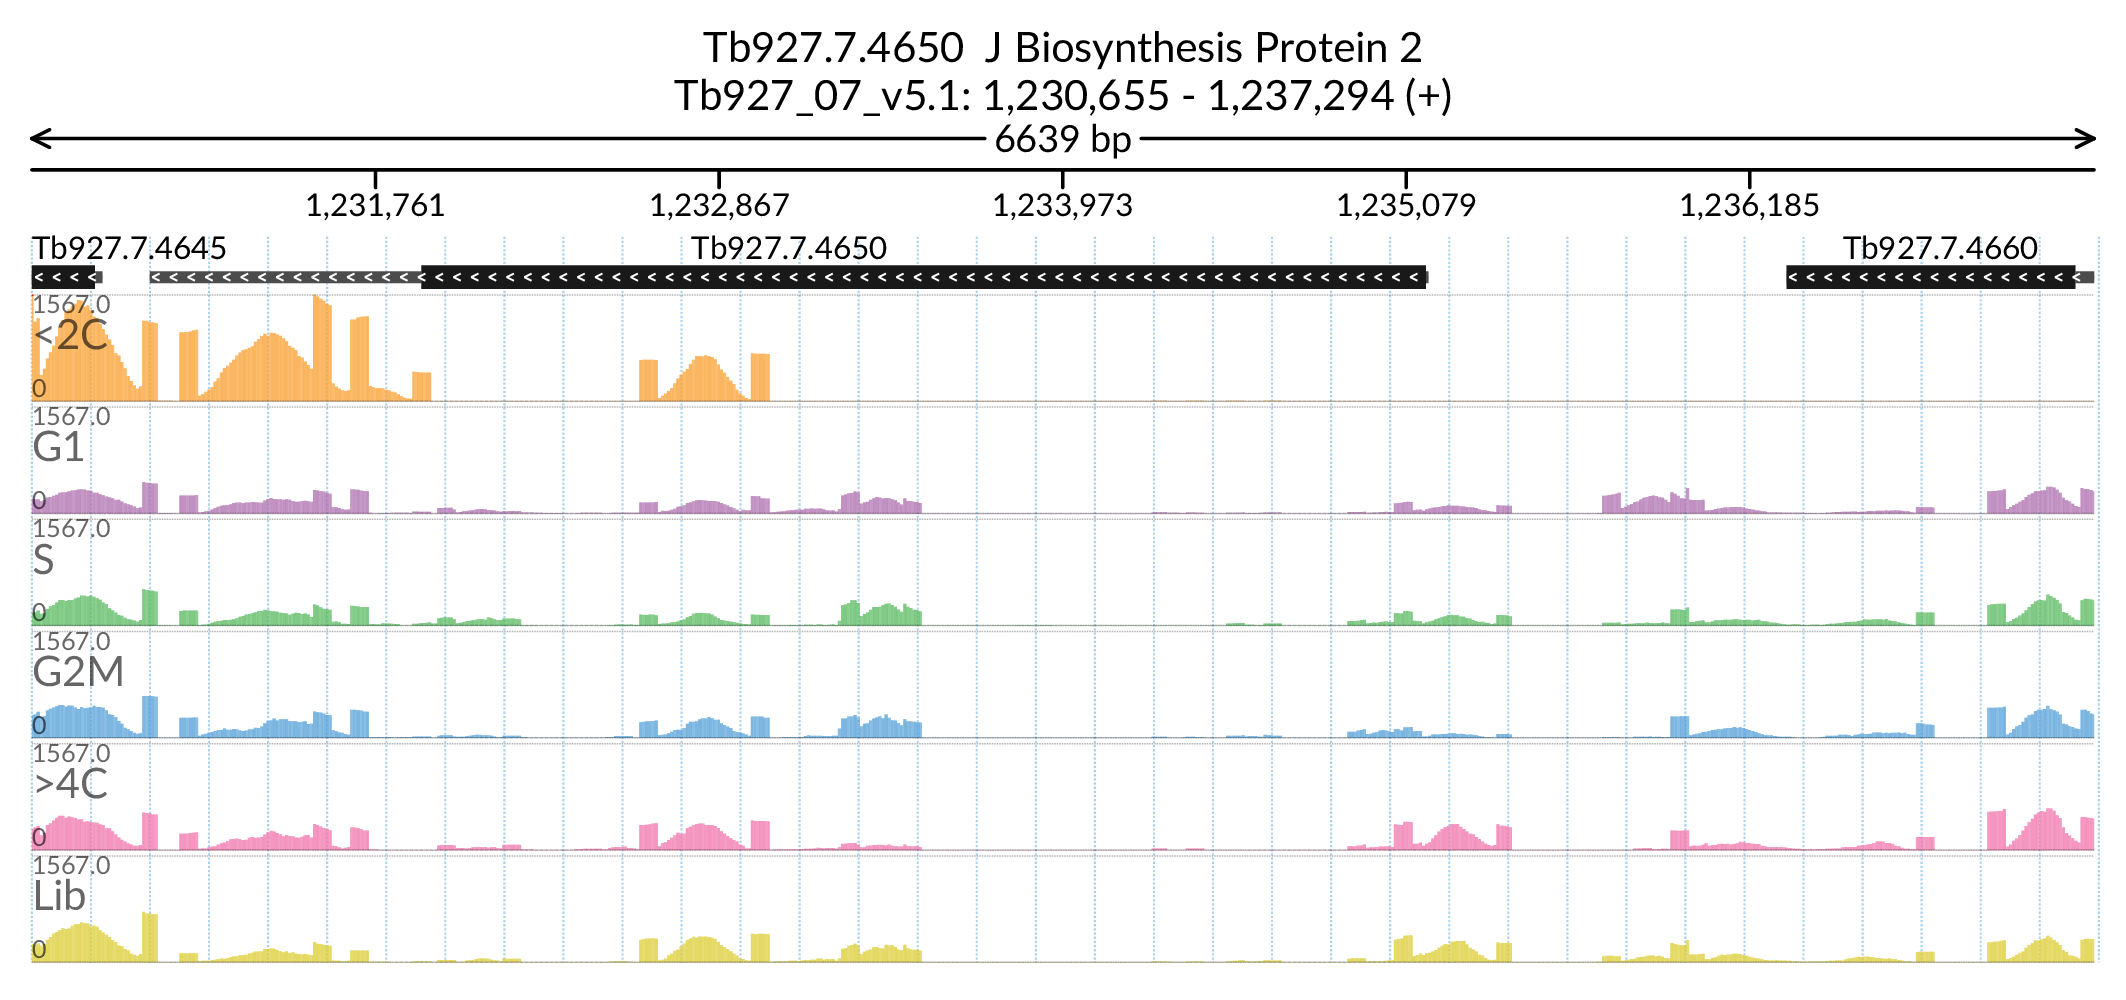 Tb927.7.4650  J Biosynthesis Protein 2
Tb927_07_v5.1: 1,230,655 - 1,237,294 (+)
6639 bp
1,231,761 1,232,867 1,233,973 1,235,079 1,236,185
Tb927.7.4645 Tb927.7.4650 Tb927.7.4660
1567.0
<2C
0
1567.0
G1
0
1567.0
S
0
1567.0
G2M
0
1567.0
>4C
0
1567.0
Lib
0